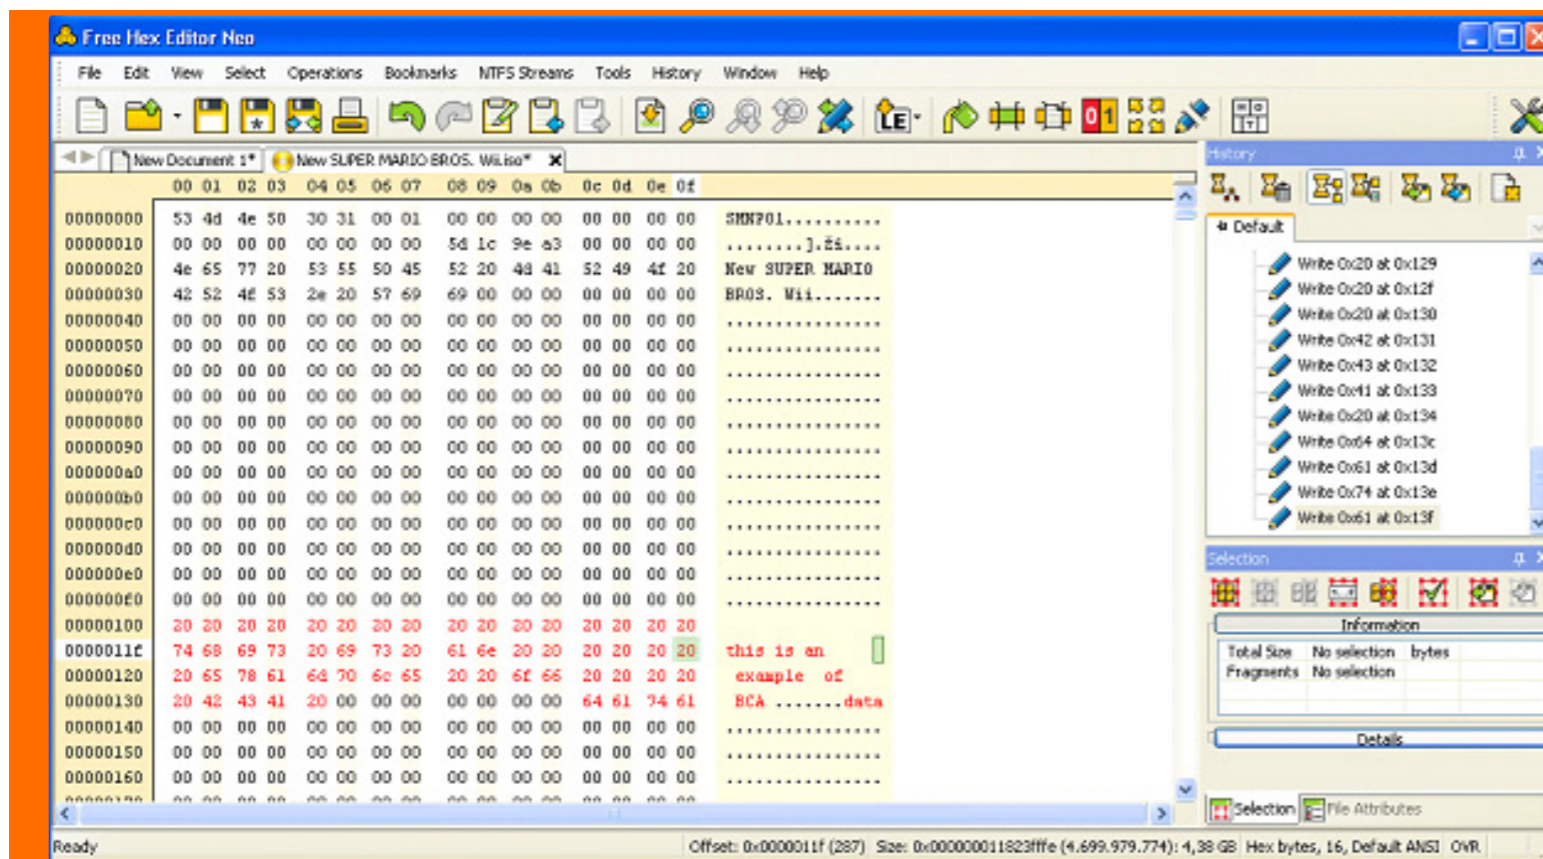 Free Hex Editor Neo
File Edit View Select Operations Bookmarks NTFS Streams Tools History Window Help
New Document 1* New SUPER MARIO BROS. Wii.iso*
00 01 02 03 04 05 06 07 08 09 0a 0b 0c 0d 0e 0f
00000000 53 4d 4e 50 30 31 00 01 00 00 00 00 00 00 00 00 SMNP01..........
00000010 00 00 00 00 00 00 00 00 5d 1c 9e a3 00 00 00 00 ........].ži....
00000020 4e 65 77 20 53 55 50 45 52 20 4d 41 52 49 4f 20 New SUPER MARIO
00000030 42 52 4f 53 2e 20 57 69 69 00 00 00 00 00 00 00 BROS. Wii.......
00000040 00 00 00 00 00 00 00 00 00 00 00 00 00 00 00 00 ................
00000050 00 00 00 00 00 00 00 00 00 00 00 00 00 00 00 00 ................
00000060 00 00 00 00 00 00 00 00 00 00 00 00 00 00 00 00 ................
00000070 00 00 00 00 00 00 00 00 00 00 00 00 00 00 00 00 ................
00000080 00 00 00 00 00 00 00 00 00 00 00 00 00 00 00 00 ................
00000090 00 00 00 00 00 00 00 00 00 00 00 00 00 00 00 00 ................
000000a0 00 00 00 00 00 00 00 00 00 00 00 00 00 00 00 00 ................
000000b0 00 00 00 00 00 00 00 00 00 00 00 00 00 00 00 00 ................
000000c0 00 00 00 00 00 00 00 00 00 00 00 00 00 00 00 00 ................
000000d0 00 00 00 00 00 00 00 00 00 00 00 00 00 00 00 00 ................
000000e0 00 00 00 00 00 00 00 00 00 00 00 00 00 00 00 00 ................
000000f0 00 00 00 00 00 00 00 00 00 00 00 00 00 00 00 00 ................
00000100 20 20 20 20 20 20 20 20 20 20 20 20 20 20 20 20
0000011f 74 68 69 73 20 69 73 20 61 6e 20 20 20 20 20 20 this is an
00000120 20 65 78 61 6d 70 6c 65 20 20 6f 66 20 20 20 20 example of
00000130 20 42 43 41 20 00 00 00 00 00 00 00 64 61 74 61 BCA .......data
00000140 00 00 00 00 00 00 00 00 00 00 00 00 00 00 00 00 ................
00000150 00 00 00 00 00 00 00 00 00 00 00 00 00 00 00 00 ................
00000160 00 00 00 00 00 00 00 00 00 00 00 00 00 00 00 00 ................
00000170 00 00 00 00 00 00 00 00 00 00 00 00 00 00 00 00
History
Default
Write 0x20 at 0x129
Write 0x20 at 0x12f
Write 0x20 at 0x130
Write 0x42 at 0x131
Write 0x43 at 0x132
Write 0x41 at 0x133
Write 0x20 at 0x134
Write 0x64 at 0x13c
Write 0x61 at 0x13d
Write 0x74 at 0x13e
Write 0x61 at 0x13f
Selection
Information
Total Size No selection bytes
Fragments No selection
Details
Selection File Attributes
Ready Offset: 0x0000011f (287) Size: 0x000000011823fffe (4.699.979.774): 4,38 GB Hex bytes, 16, Default ANSI OVR